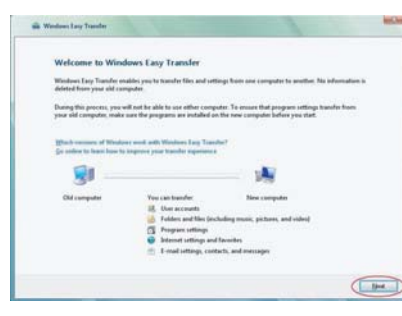 Windows Easy Transfer
Welcome to Windows Easy Transfer
Windows Easy Transfer enables you to transfer files and settings from one computer to another. No information is
deleted from your old computer.
During this process, you will not be able to use either computer. To ensure that program settings transfer from
your old computer, make sure the programs are installed on the new computer before you start.
Which versions of Windows work with Windows Easy Transfer?
Go online to learn how to improve your transfer experience
Old computer
You can transfer:
New computer
User accounts
Folders and files (including music, pictures, and video)
Program settings
Internet settings and favorites
E-mail settings, contacts, and messages
Next